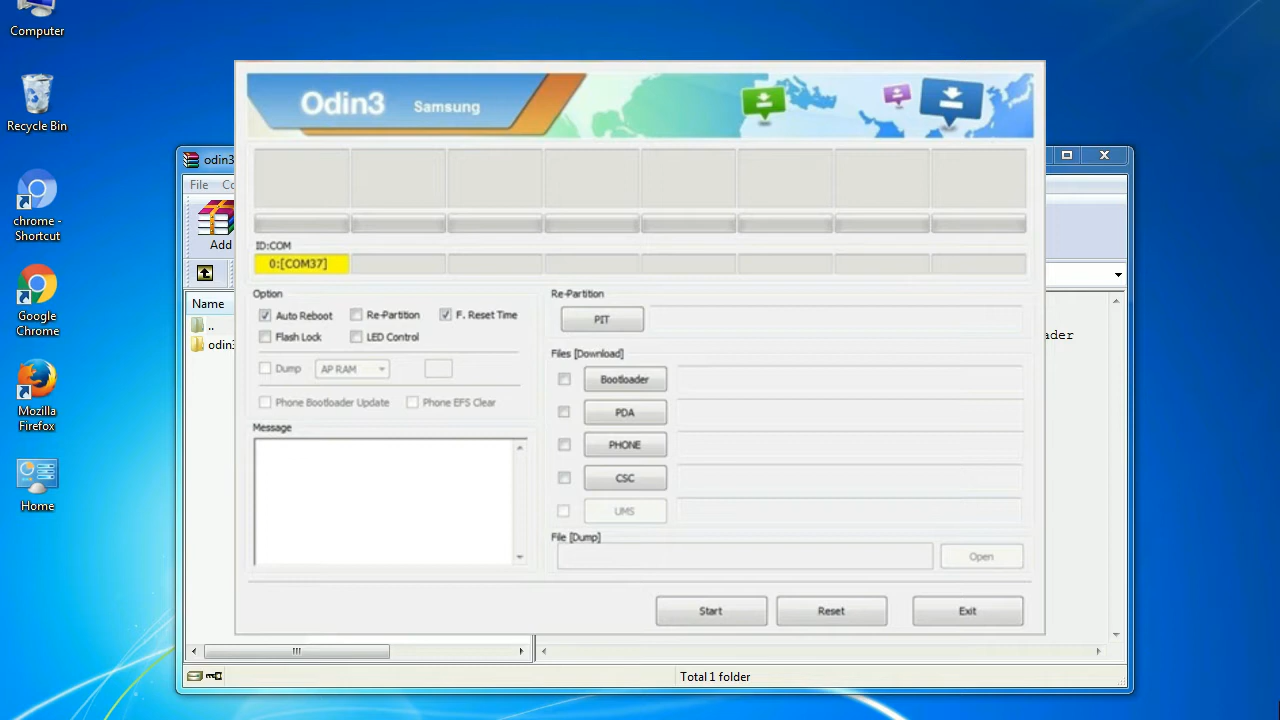 Computer
Recycle Bin
chrome -
Shortcut
Google
Chrome
Mozilla
Firefox
Home
odin3
File
Add
Name
..
odin3
Odin3 Samsung
ID:COM
0:[COM37]
Option
Auto Reboot Re-Partition F. Reset Time
Flash Lock LED Control
Dump AP RAM
Phone Bootloader Update Phone EFS Clear
Message
Re-Partition
PIT
Files [Download]
Bootloader
PDA
PHONE
CSC
UMS
File [Dump]
Open
Start Reset Exit
Total 1 folder